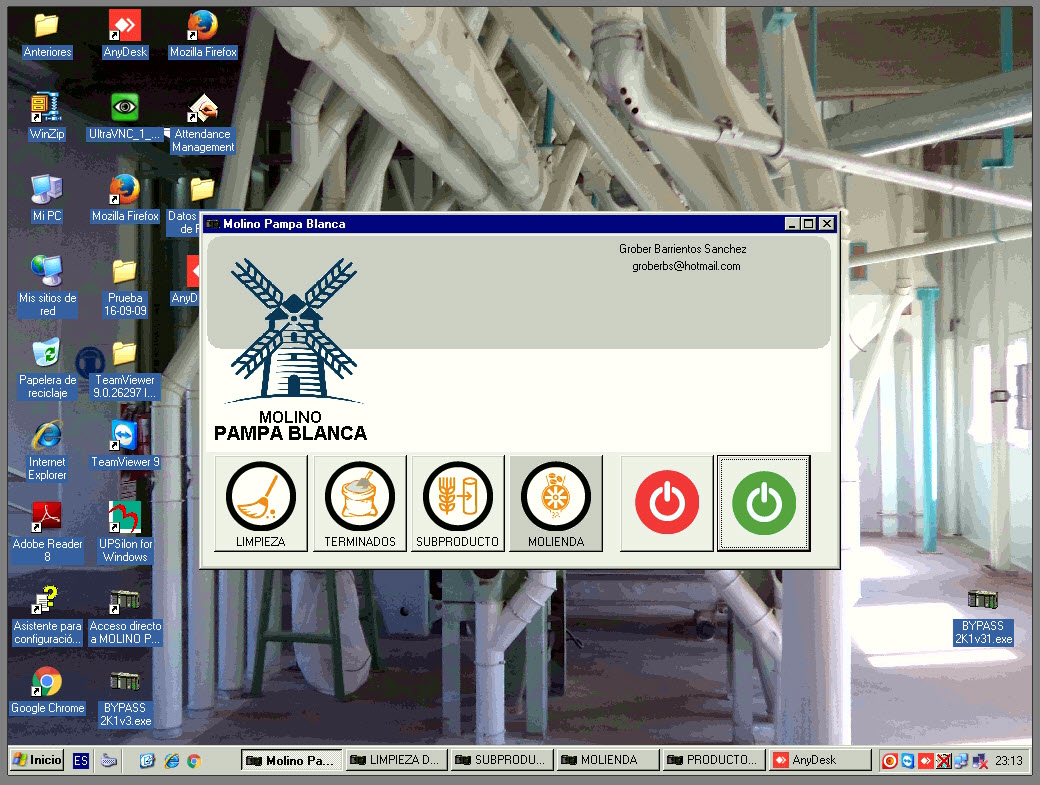 Anteriores
AnyDesk
Mozilla Firefox
WinZip
UltraVNC_1_...
Attendance
Management
Mi PC
Mozilla Firefox
Datos
de
Mis sitios de
red
Prueba
16-09-09
Papelera de
reciclaje
TeamViewer
9.0.26297 I...
Internet
Explorer
TeamViewer 9
Adobe Reader
8
UPSilon for
Windows
Asistente para
configuració...
Acceso directo
a MOLINO P...
Google Chrome
BYPASS
2K1v3.exe
Molino Pampa Blanca
Grober Barrientos Sanchez
groberbs@hotmail.com
MOLINO
PAMPA BLANCA
LIMPIEZA
TERMINADOS
SUBPRODUCTO
MOLIENDA
BYPASS
2K1v31.exe
Inicio
ES
Molino Pa...
LIMPIEZA D...
SUBPRODU...
MOLIENDA
PRODUCTO...
AnyDesk
23:13